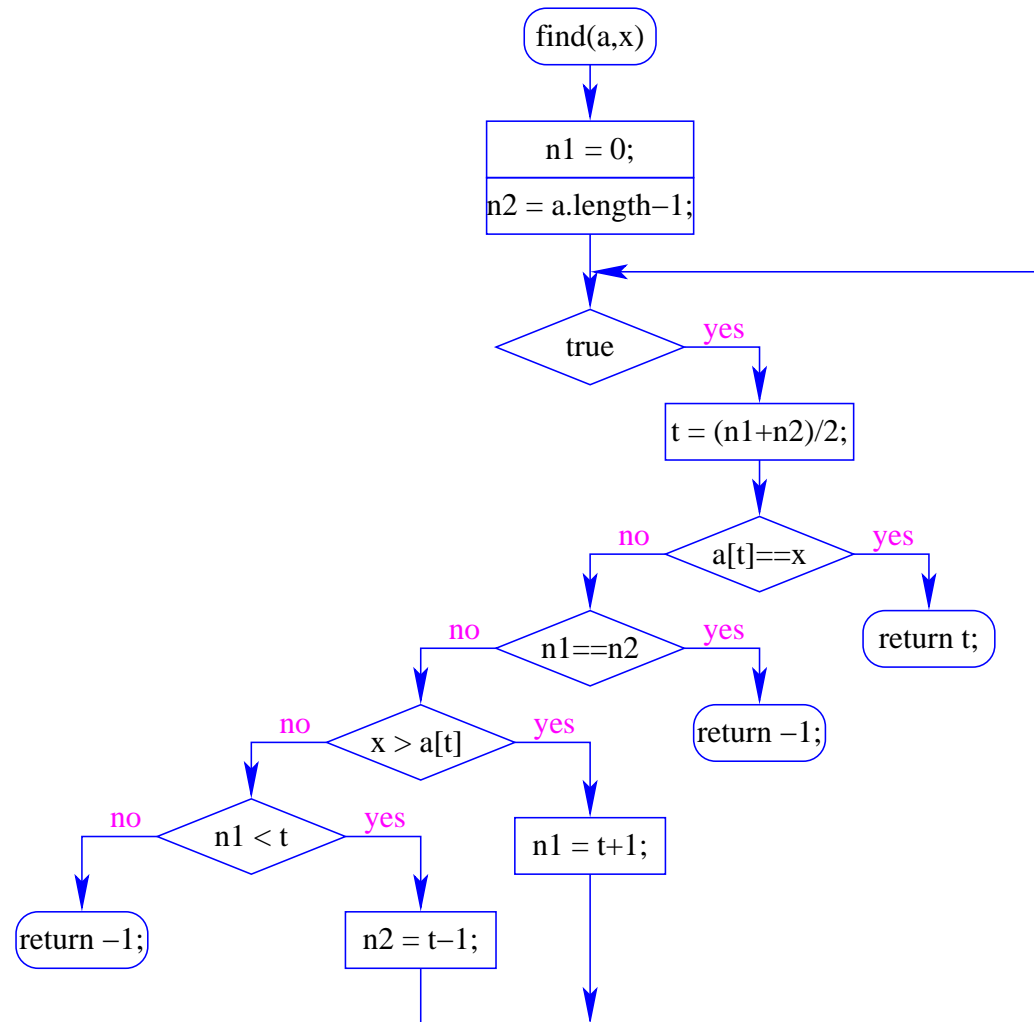 find(a,x)
n1 = 0;
n2 = a.length−1;
true
yes
t = (n1+n2)/2;
a[t]==x
no
yes
return t;
n1==n2
no
yes
return −1;
x > a[t]
no
yes
n1 < t
no
yes
n1 = t+1;
return −1;
n2 = t−1;